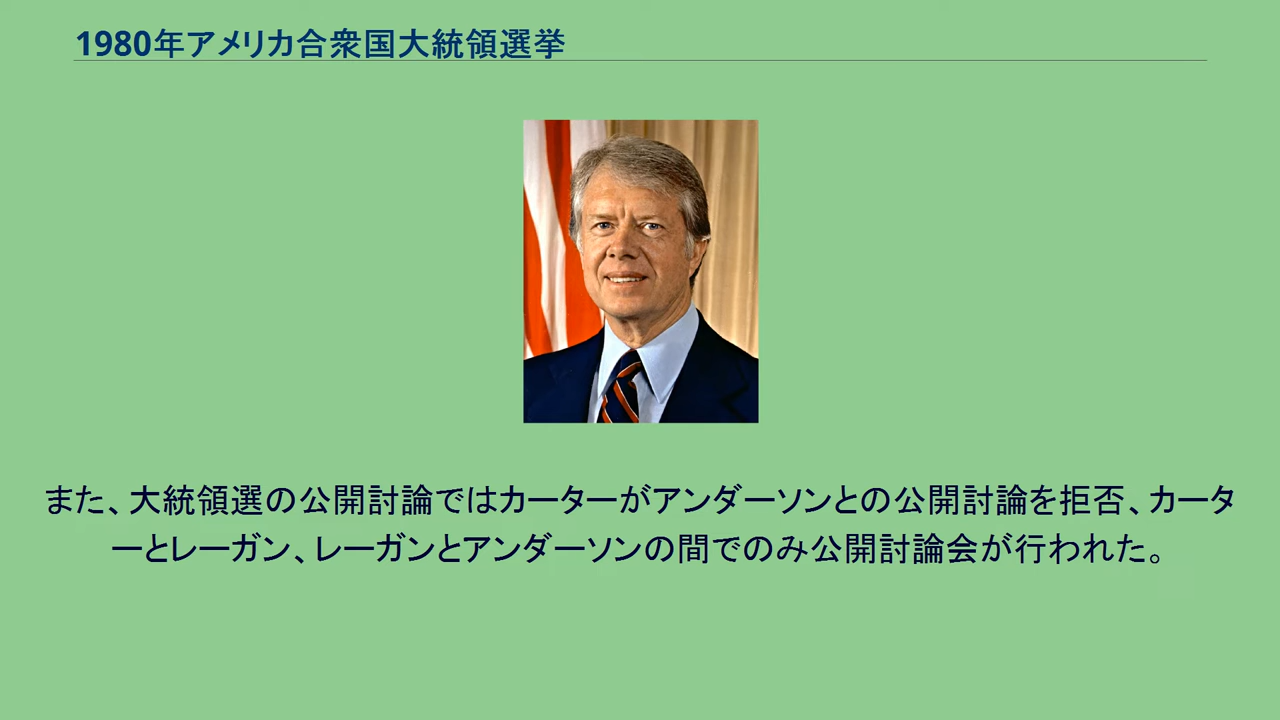 1980年アメリカ合衆国大統領選挙
また、大統領選の公開討論ではカーターがアンダーソンとの公開討論を拒否、カータ
ーとレーガン、レーガンとアンダーソンの間でのみ公開討論会が行われた。